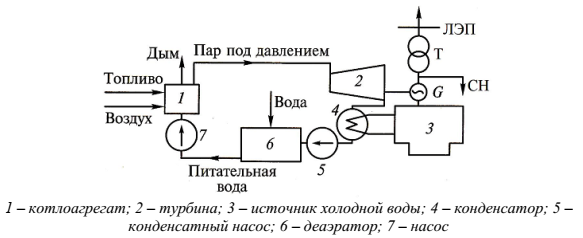 ЛЭП
Дым
Пар под давлением
Т
Топливо
1
2
G
СН
Воздух
Вода
4
7
3
6
5
Питательная
вода
1 – котлоагрегат; 2 – турбина; 3 – источник холодной воды; 4 – конденсатор; 5 –
конденсатный насос; 6 – деаэратор; 7 – насос